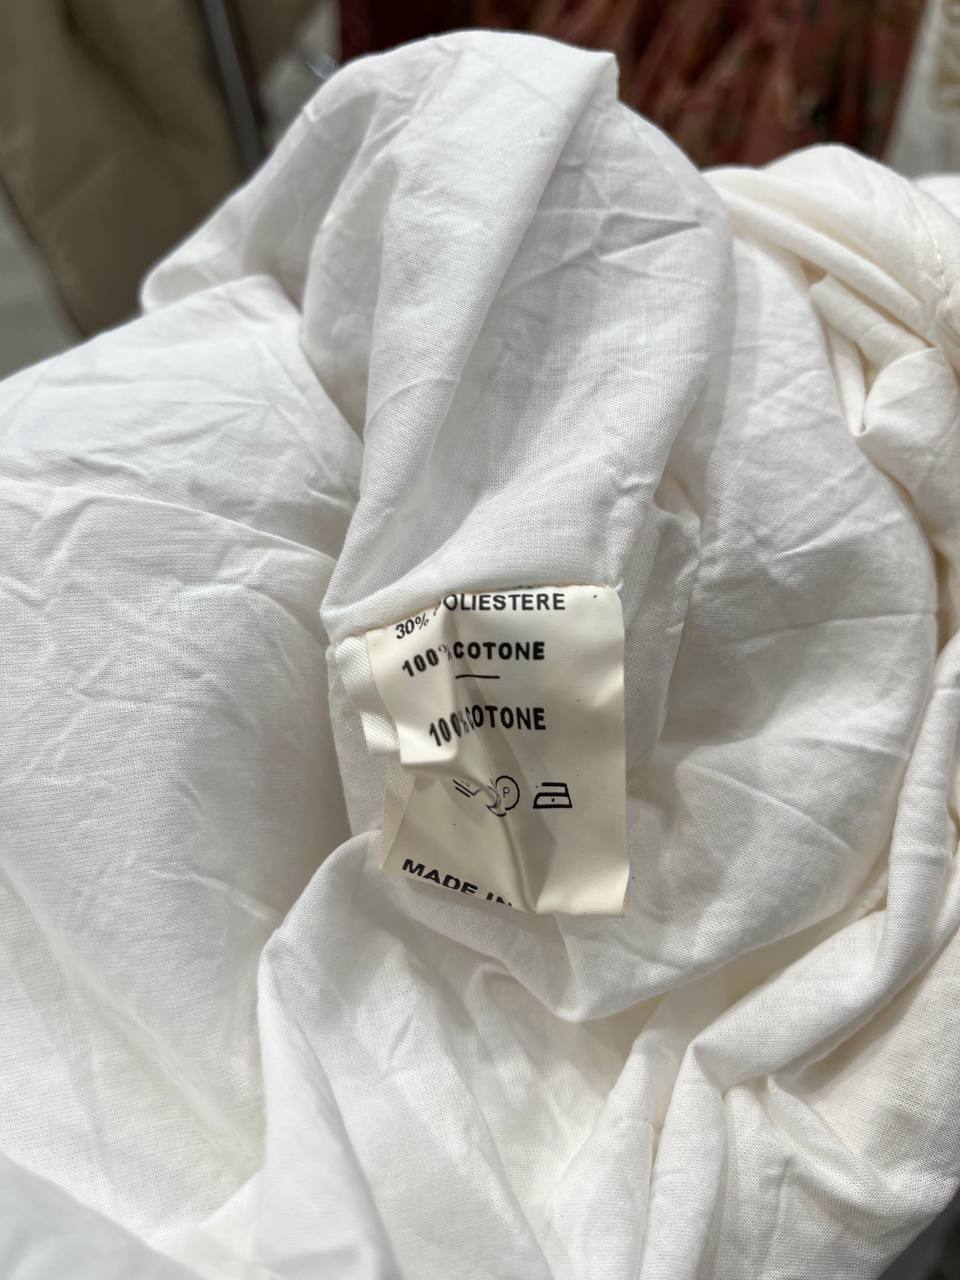 30% POLIESTERE
100% COTONE
100% COTONE
P
MADE IN